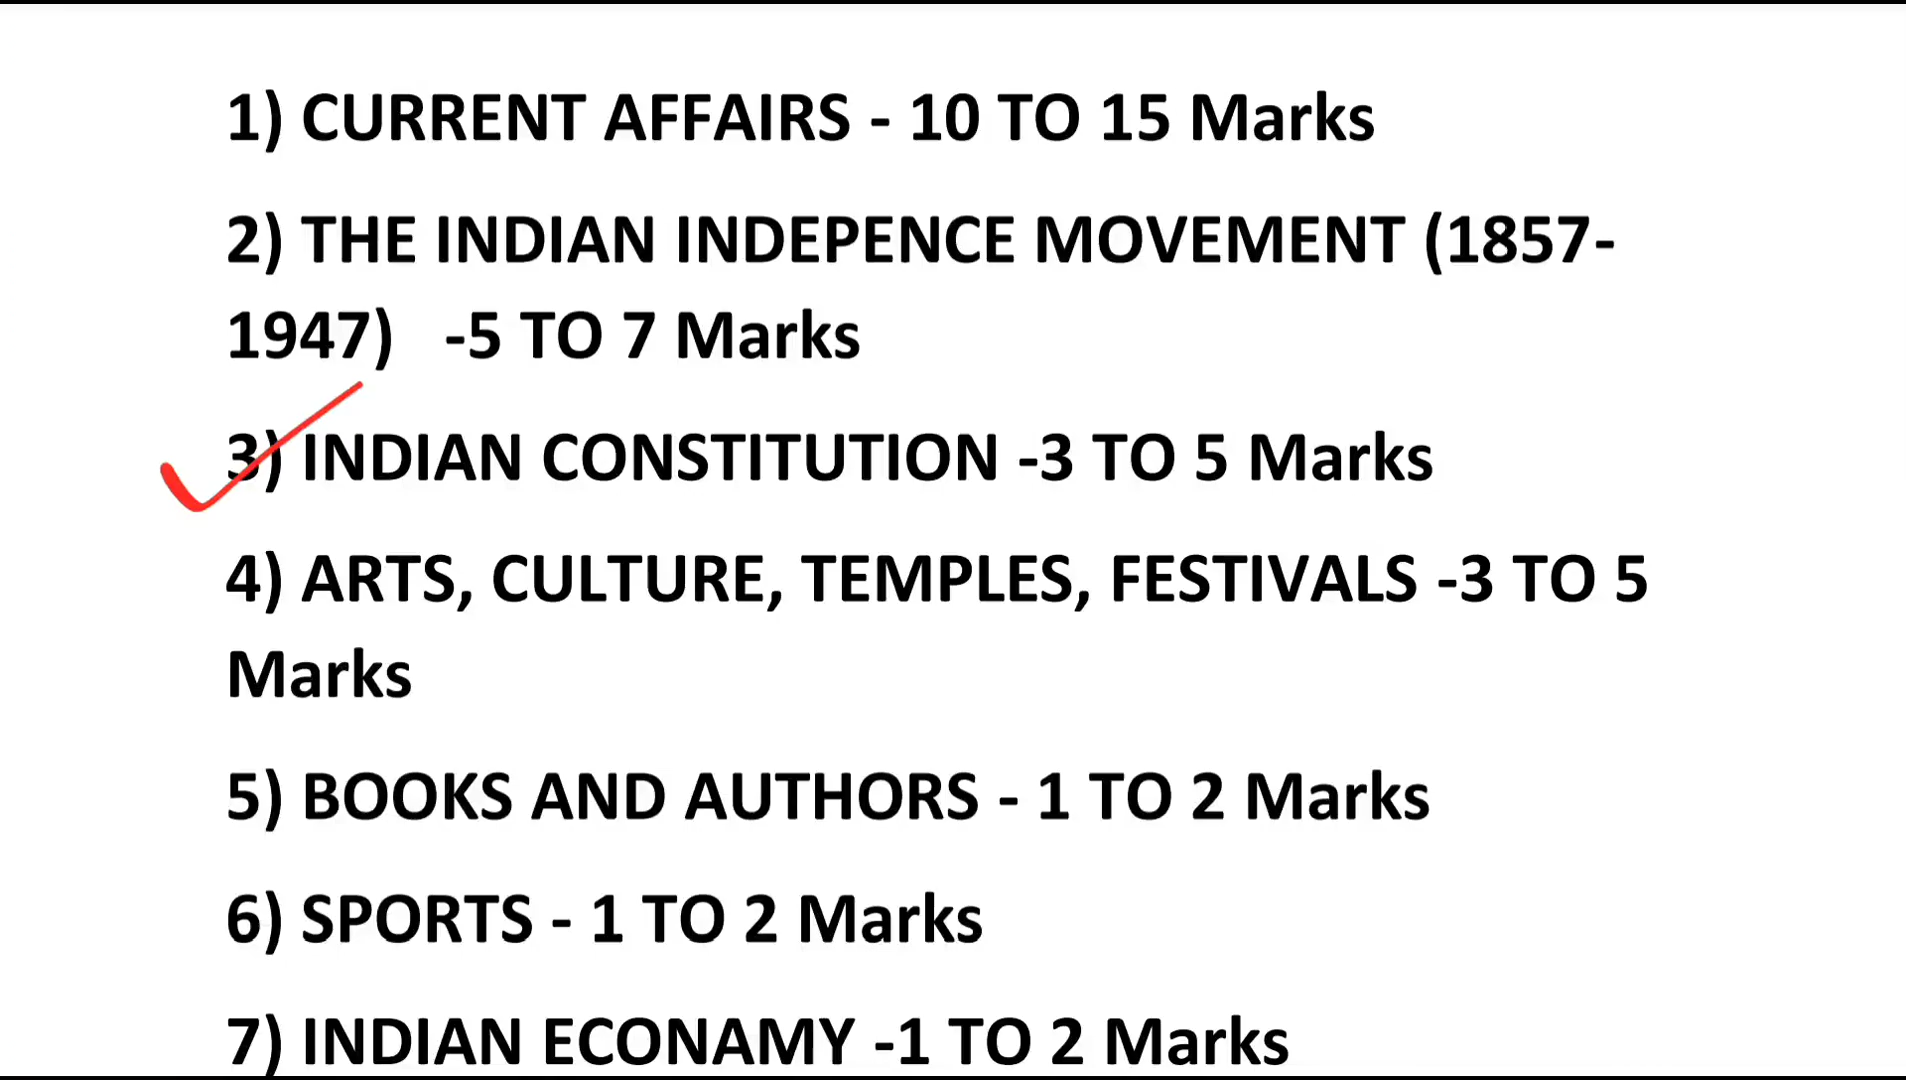 1) CURRENT AFFAIRS - 10 TO 15 Marks
2) THE INDIAN INDEPENCE MOVEMENT (1857-
1947)   -5 TO 7 Marks
3) INDIAN CONSTITUTION -3 TO 5 Marks
4) ARTS, CULTURE, TEMPLES, FESTIVALS -3 TO 5
Marks
5) BOOKS AND AUTHORS - 1 TO 2 Marks
6) SPORTS - 1 TO 2 Marks
7) INDIAN ECONAMY -1 TO 2 Marks